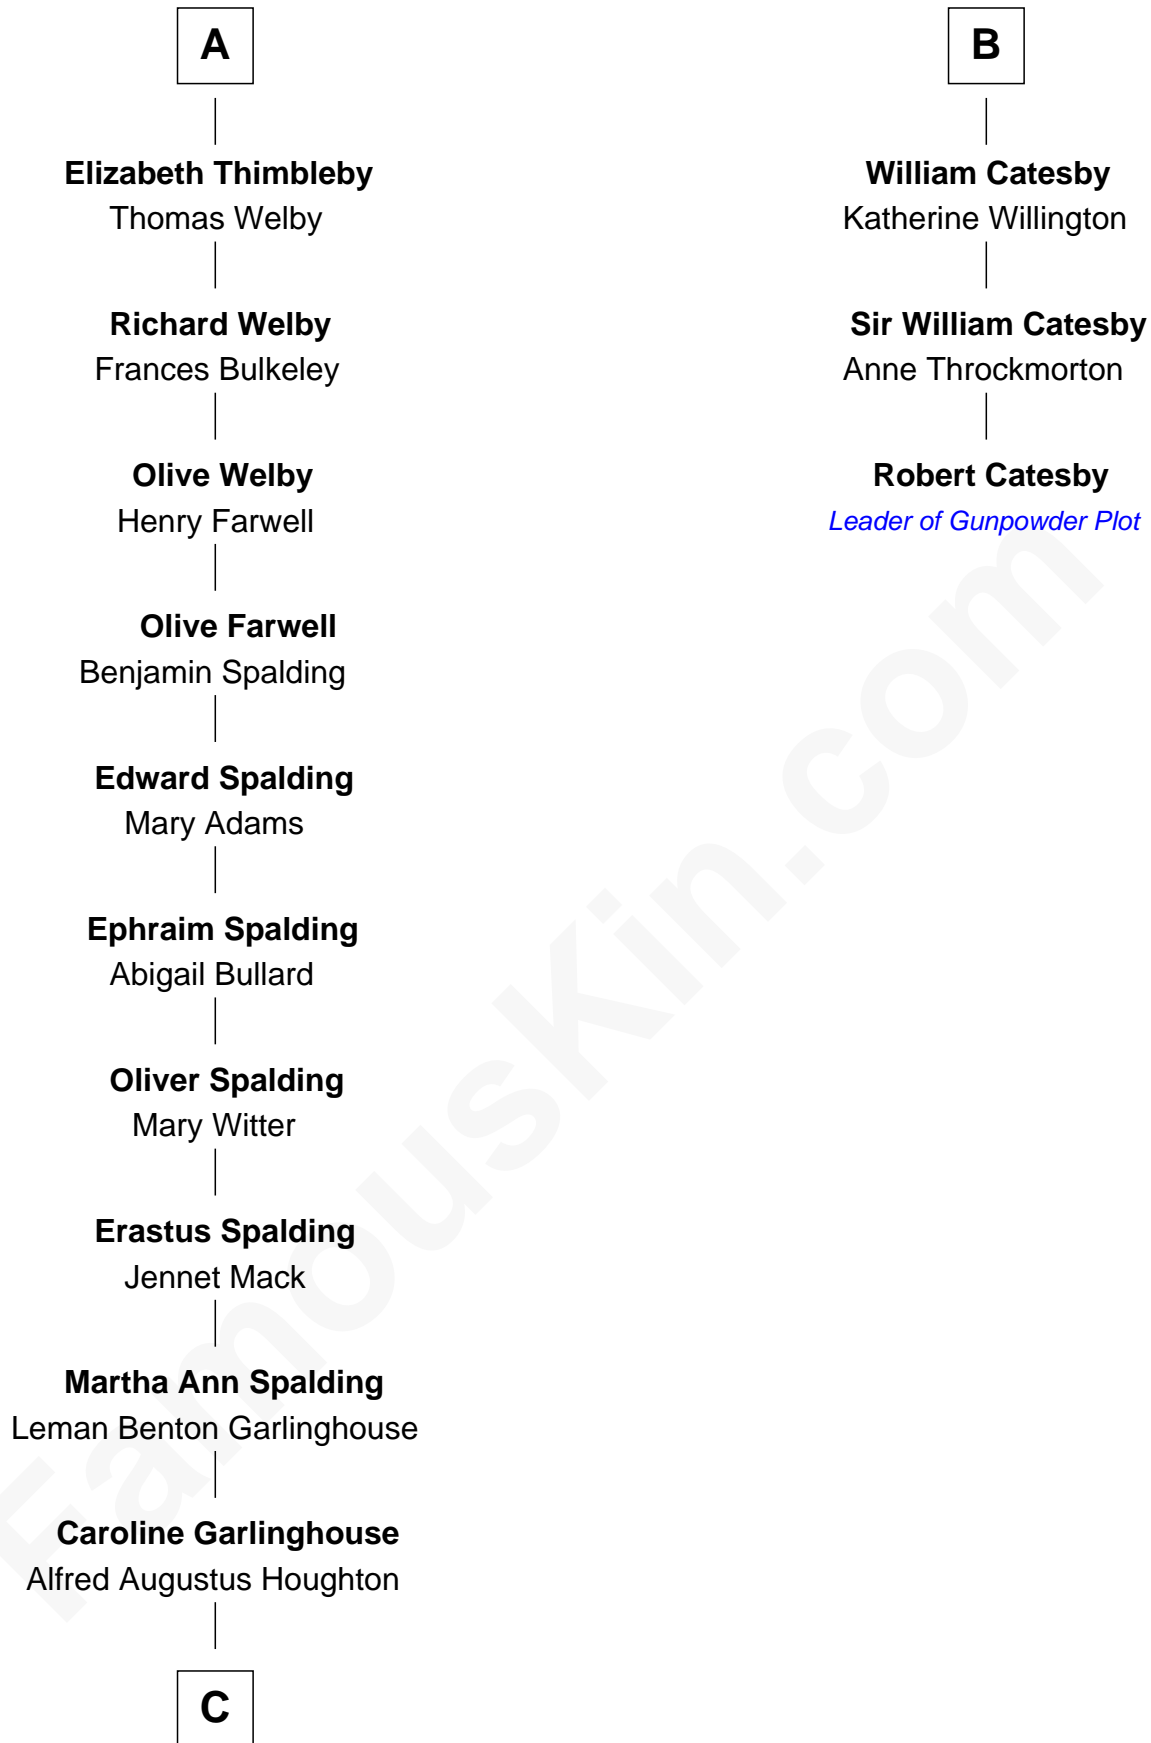 A
Elizabeth Thimbleby
Thomas Welby
Richard Welby
Frances Bulkeley
Olive Welby
Henry Farwell
Olive Farwell
Benjamin Spalding
Edward Spalding
Mary Adams
Ephraim Spalding
Abigail Bullard
Oliver Spalding
Mary Witter
Erastus Spalding
Jennet Mack
Martha Ann Spalding
Leman Benton Garlinghouse
Caroline Garlinghouse
Alfred Augustus Houghton
C
B
William Catesby
Katherine Willington
Sir William Catesby
Anne Throckmorton
Robert Catesby
Leader of Gunpowder Plot
FamousKin.com